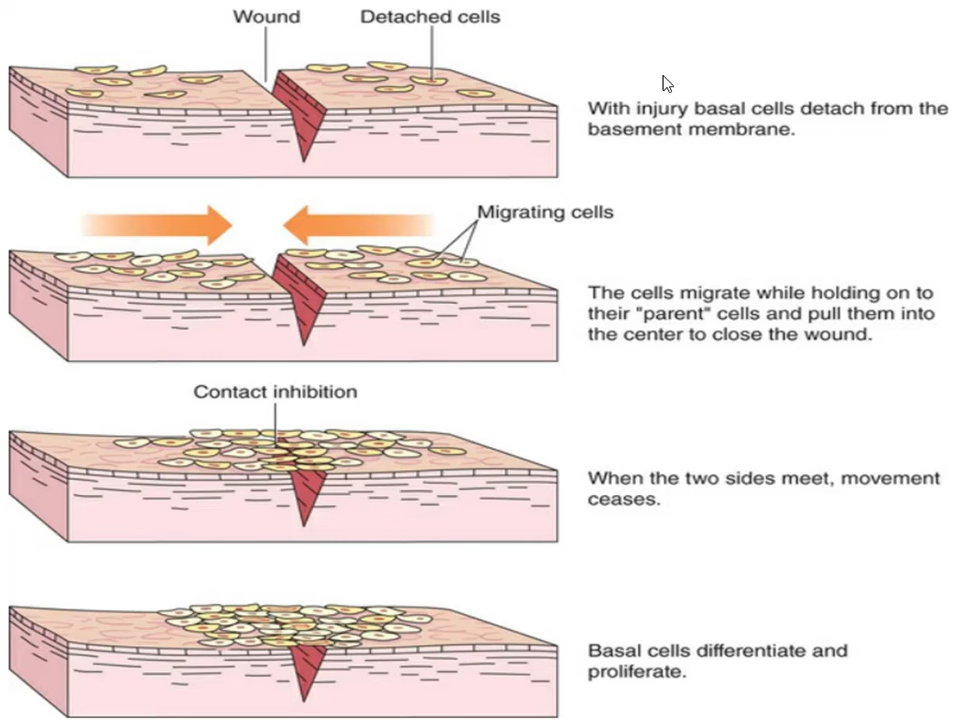 Wound
Detached cells
With injury basal cells detach from the
basement membrane.
Migrating cells
The cells migrate while holding on to
their "parent" cells and pull them into
the center to close the wound.
Contact inhibition
When the two sides meet, movement
ceases.
Basal cells differentiate and
proliferate.